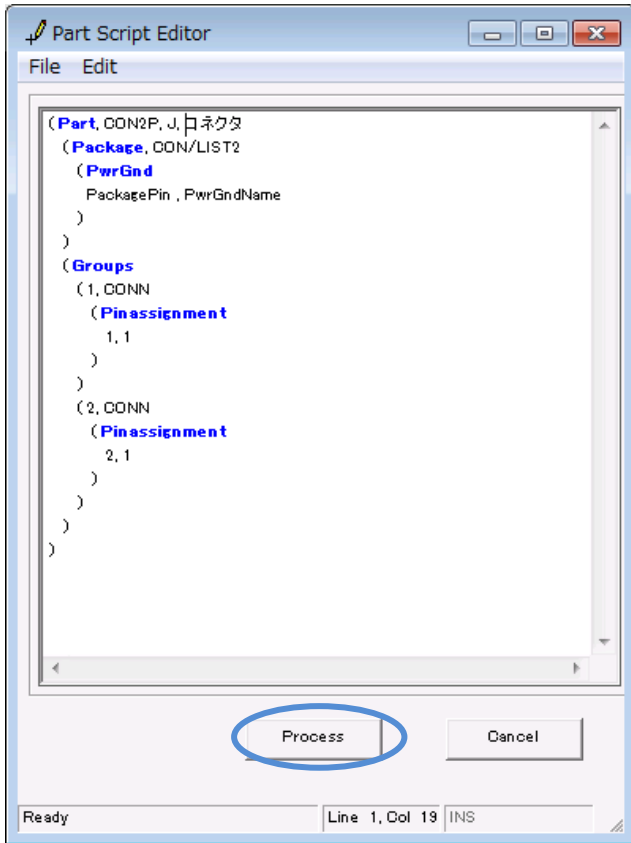 Part Script Editor
File Edit
(Part, CON2P, J, コネクタ
(Package, CON/LIST2
(PwrGnd
PackagePin , PwrGndName
)
)
(Groups
(1, CONN
(Pinassignment
1, 1
)
)
(2, CONN
(Pinassignment
2, 1
)
)
)
)
Process Cancel
Ready Line 1, Col 19 INS